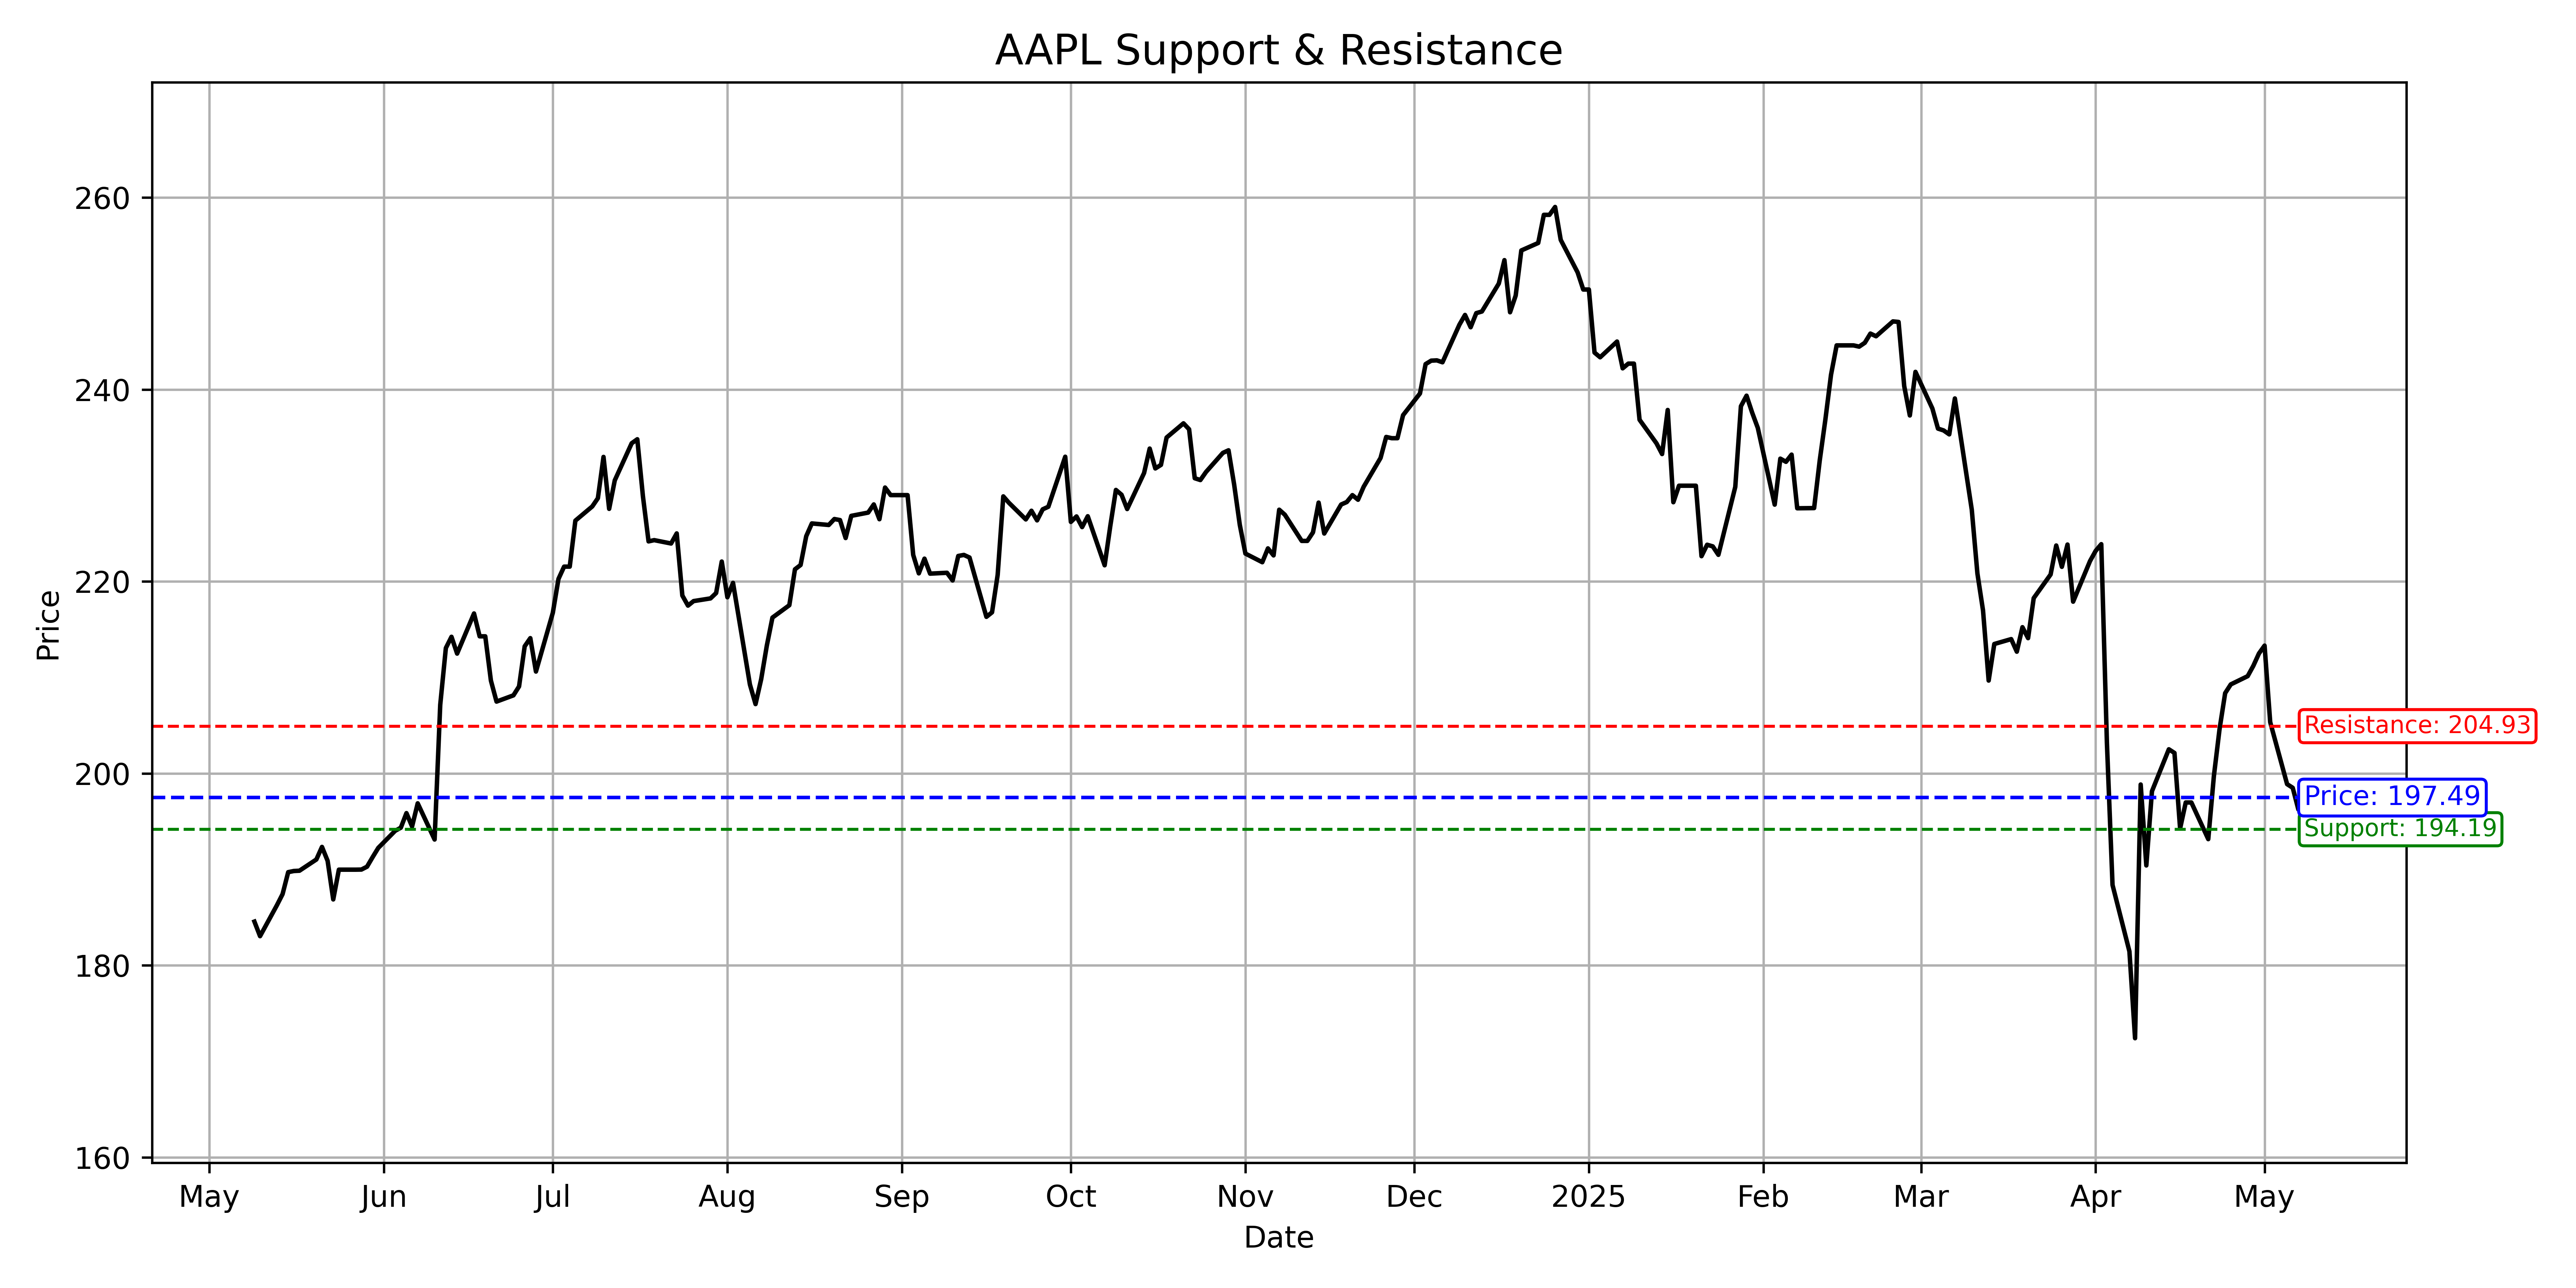 AAPL Support & Resistance
Price
260
240
220
200
180
160
Resistance: 204.93
Price: 197.49
Support: 194.19
May Jun Jul Aug Sep Oct Nov Dec 2025 Feb Mar Apr May
Date